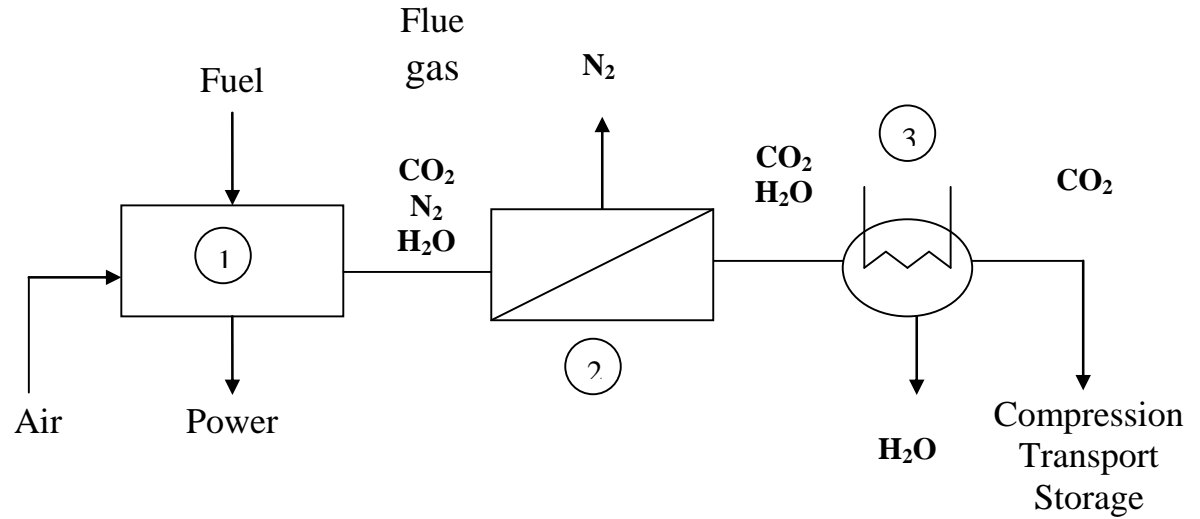 Flue
gas
N₂
Fuel
3
CO₂
N₂
H₂O
CO₂
H₂O
CO₂
1
2
Air
Power
H₂O
Compression
Transport
Storage